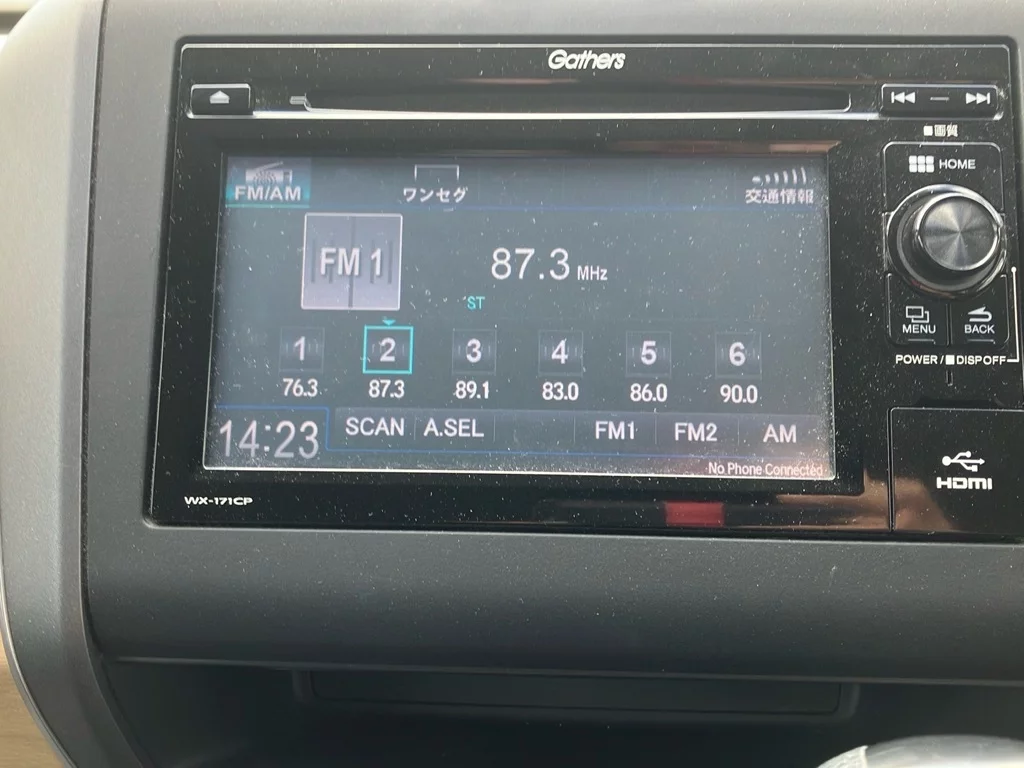 Gathers
■画質
HOME
FM/AM
ワンセグ
交通情報
FM 1
87.3 MHz
ST
1 2 3 4 5 6
76.3 87.3 89.1 83.0 86.0 90.0
MENU
BACK
POWER/■DISP OFF
14:23
SCAN A.SEL FM1 FM2 AM
No Phone Connected
HDMI
WX-171CP